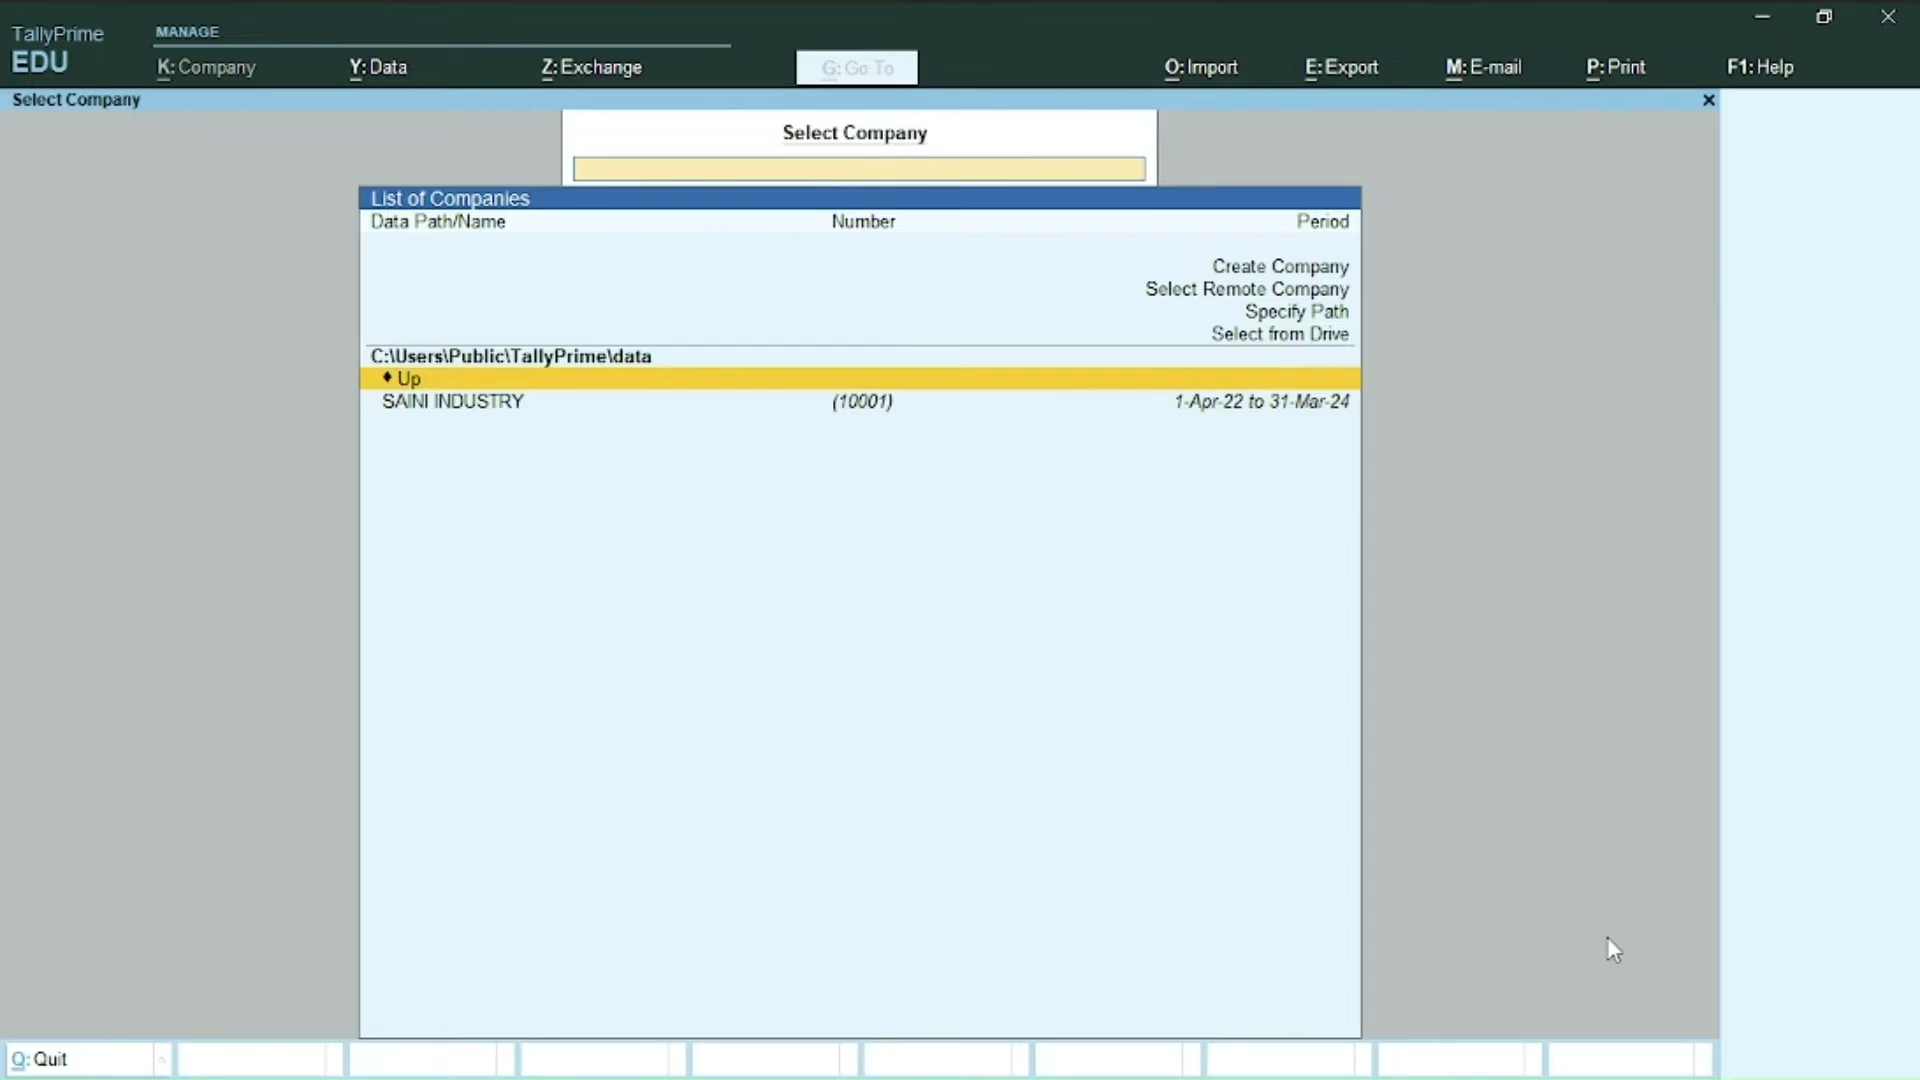 TallyPrime
EDU
MANAGE
K: Company Y: Data Z: Exchange G: Go To O: Import E: Export M: E-mail P: Print F1: Help
Select Company
Select Company
List of Companies
Data Path/Name Number Period
Create Company
Select Remote Company
Specify Path
Select from Drive
C:\Users\Public\TallyPrime\data
♦ Up
SAINI INDUSTRY (10001) 1-Apr-22 to 31-Mar-24
Q: Quit